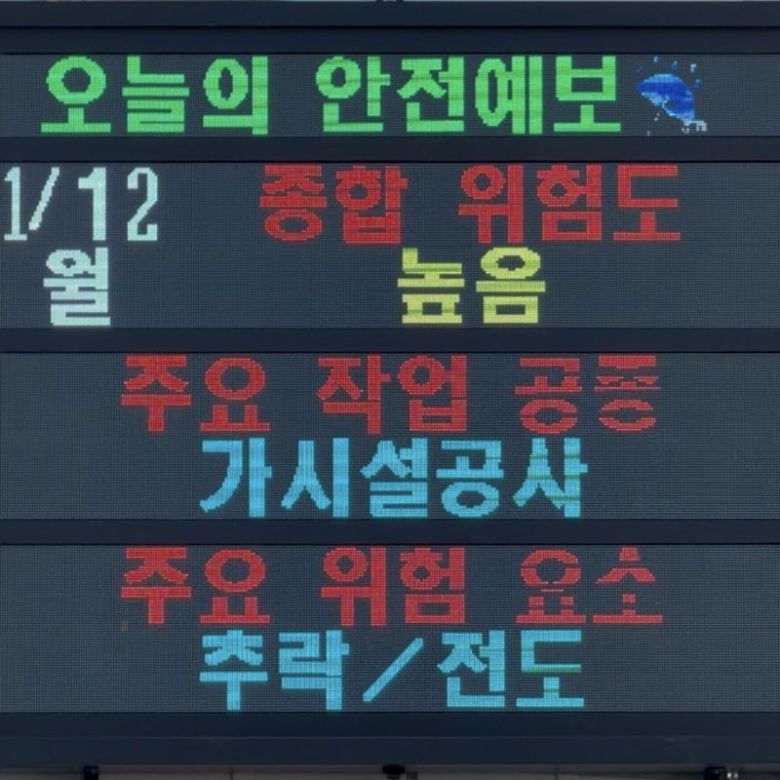 오늘의 안전예보
1/12 종합 위험도
월 높음
주요 작업 공종
가시설공사
주요 위험 요소
추락/전도